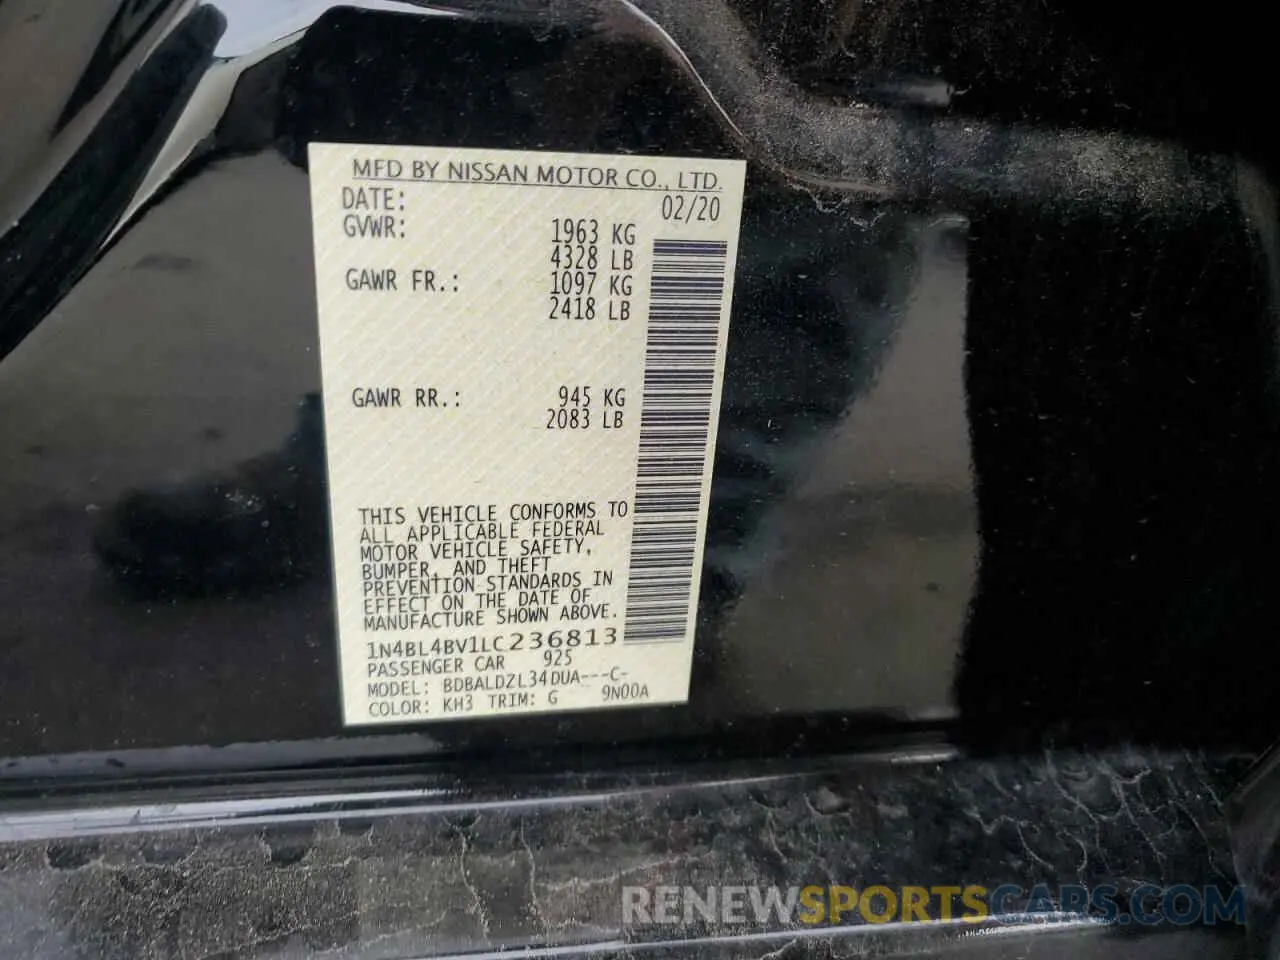 MFD BY NISSAN MOTOR CO., LTD.
DATE: 02/20
GVWR: 1963 KG
4328 LB
GAWR FR.: 1097 KG
2418 LB
GAWR RR.: 945 KG
2083 LB
THIS VEHICLE CONFORMS TO
ALL APPLICABLE FEDERAL
MOTOR VEHICLE SAFETY,
BUMPER, AND THEFT
PREVENTION STANDARDS IN
EFFECT ON THE DATE OF
MANUFACTURE SHOWN ABOVE.
1N4BL4BV1LC236813
PASSENGER CAR 925
MODEL: BDBALDZL34DUA---C-
COLOR: KH3 TRIM: G 9N00A
RENEWSPORTSCARS.COM